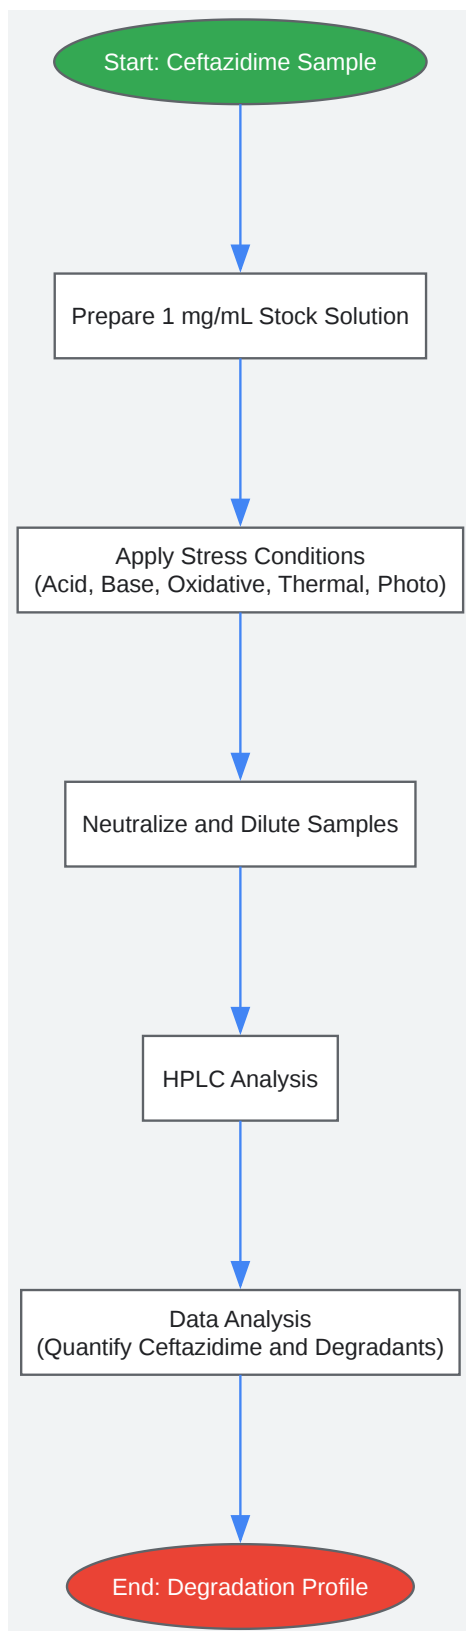 Start: Ceftazidime Sample
Prepare 1 mg/mL Stock Solution
Apply Stress Conditions
(Acid, Base, Oxidative, Thermal, Photo)
Neutralize and Dilute Samples
HPLC Analysis
Data Analysis
(Quantify Ceftazidime and Degradants)
End: Degradation Profile